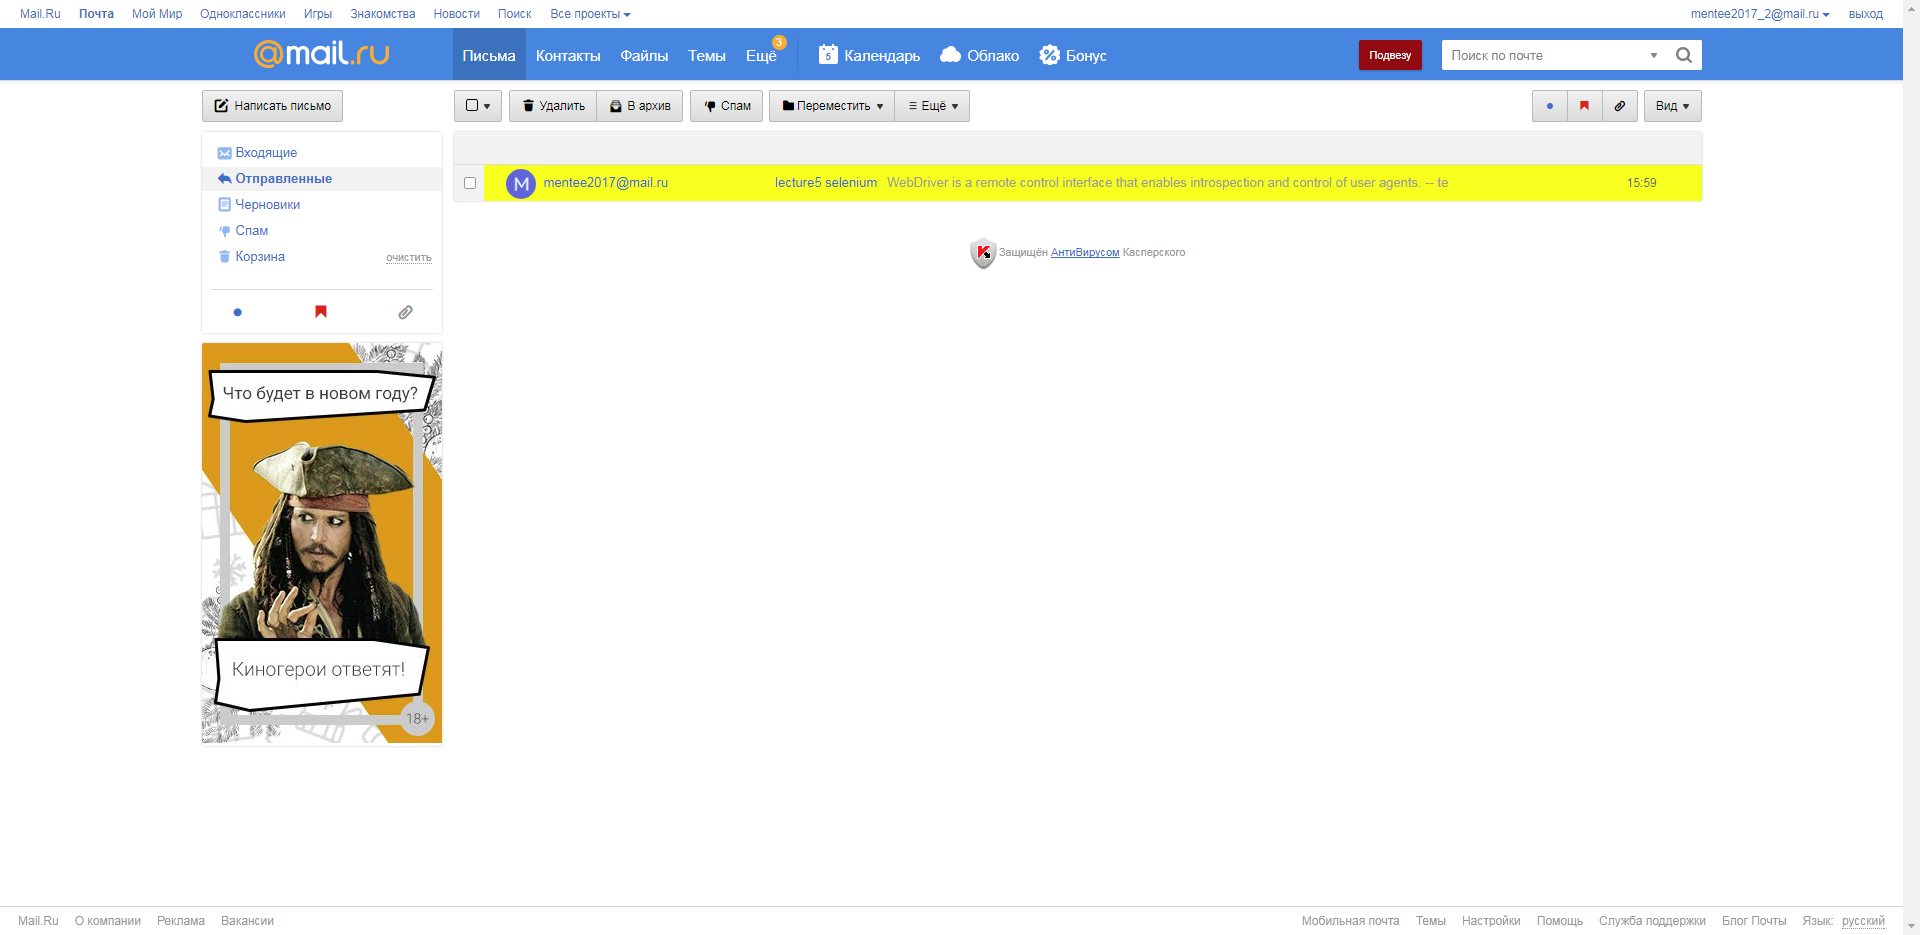 Mail.Ru Почта Мой Мир Одноклассники Игры Знакомства Новости Поиск Все проекты mentee2017_2@mail.ru выход
@mail.ru Письма Контакты Файлы Темы Ещё 3 5 Календарь Облако Бонус Подвезу Поиск по почте
Написать письмо Удалить В архив Спам Переместить Ещё Вид
Входящие
Отправленные
M mentee2017@mail.ru lecture5 selenium WebDriver is a remote control interface that enables introspection and control of user agents. -- te 15:59
Черновики
Спам
Корзина очистить
Защищён АнтиВирусом Касперского
Что будет в новом году?
Киногерои ответят!
18+
Mail.Ru О компании Реклама Вакансии Мобильная почта Темы Настройки Помощь Служба поддержки Блог Почты Язык: русский